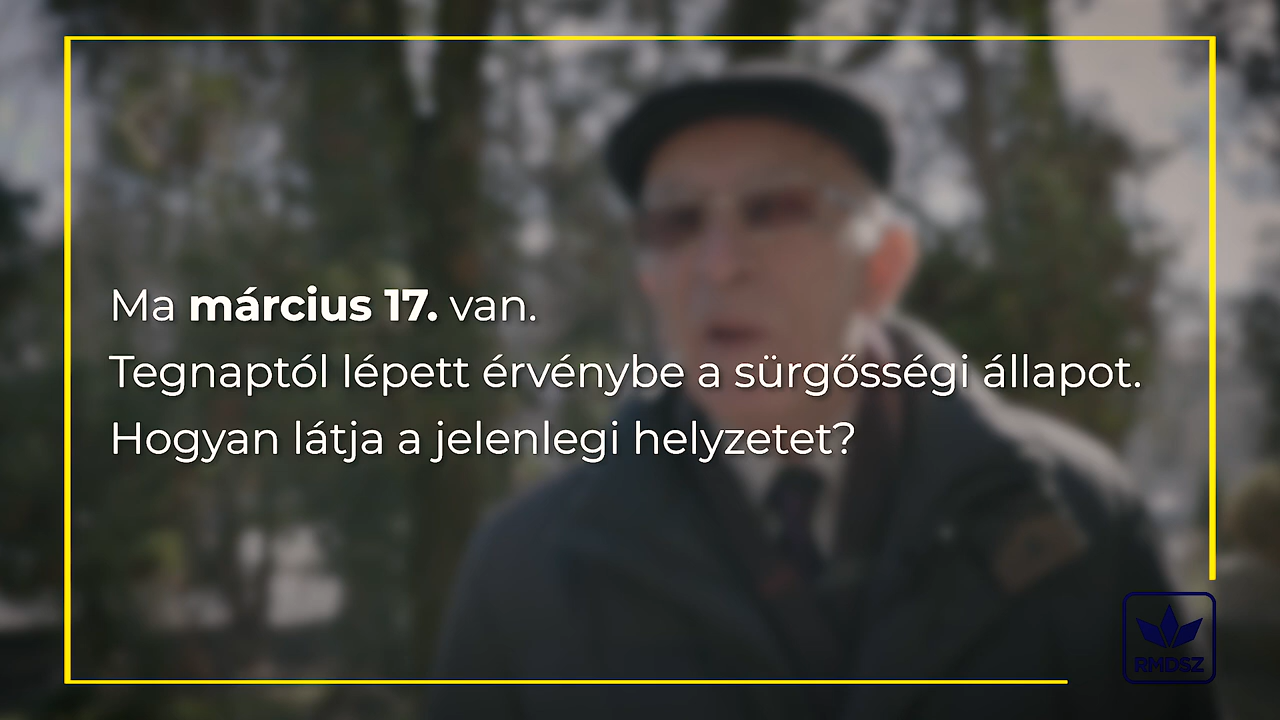 Ma március 17. van.
Tegnaptól lépett érvénybe a sürgősségi állapot.
Hogyan látja a jelenlegi helyzetet?
RMDSZ